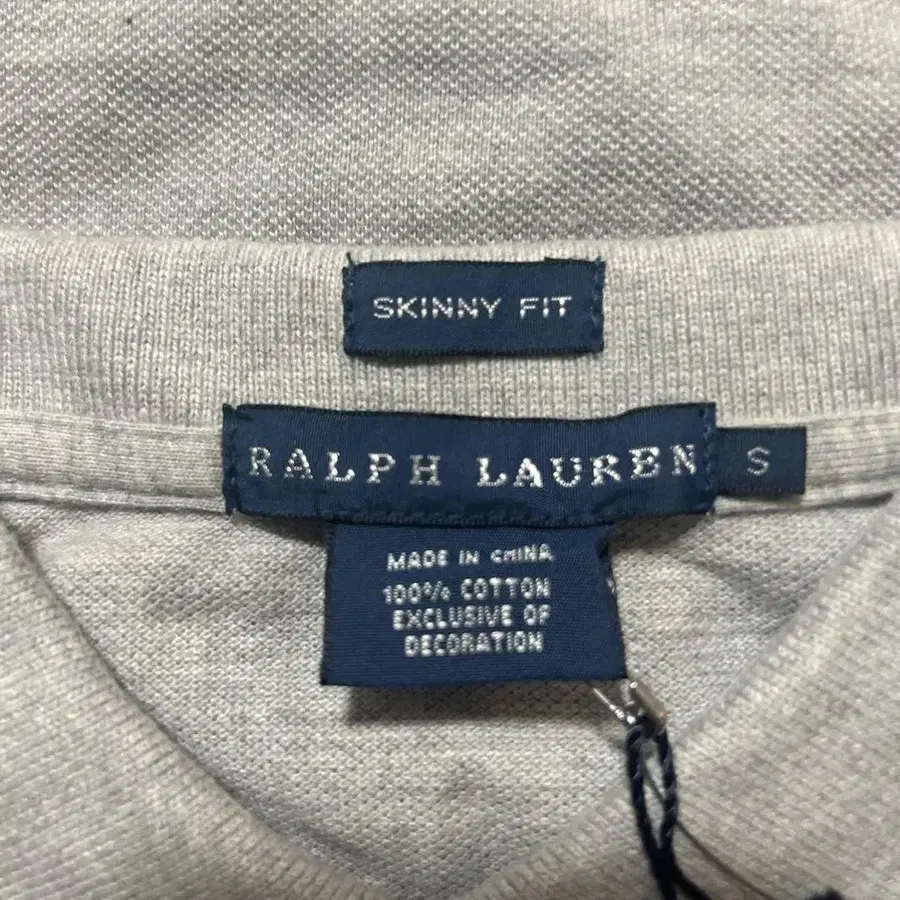 SKINNY FIT
RALPH LAUREN S
MADE IN CHINA
100% COTTON
EXCLUSIVE OF
DECORATION